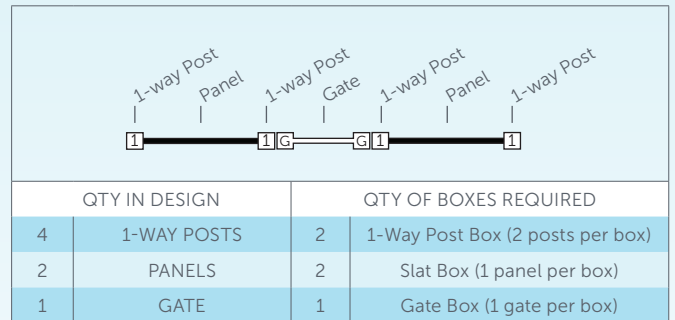 1-way Post Panel 1-way Post Gate 1-way Post Panel 1-way Post
1 1 G G 1 1
QTY IN DESIGN QTY OF BOXES REQUIRED
4 1-WAY POSTS 2 1-Way Post Box (2 posts per box)
2 PANELS 2 Slat Box (1 panel per box)
1 GATE 1 Gate Box (1 gate per box)